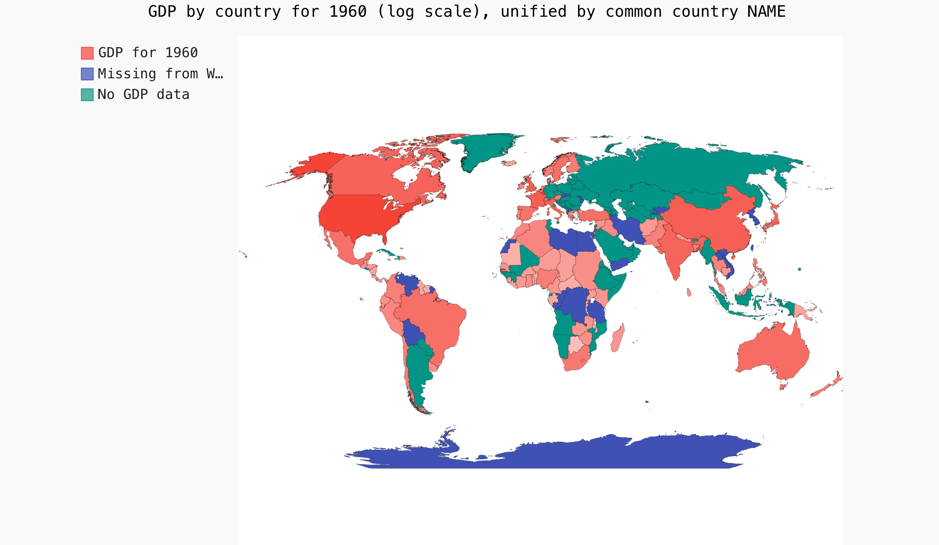 GDP by country for 1960 (log scale), unified by common country NAME
GDP for 1960
Missing from W…
No GDP data